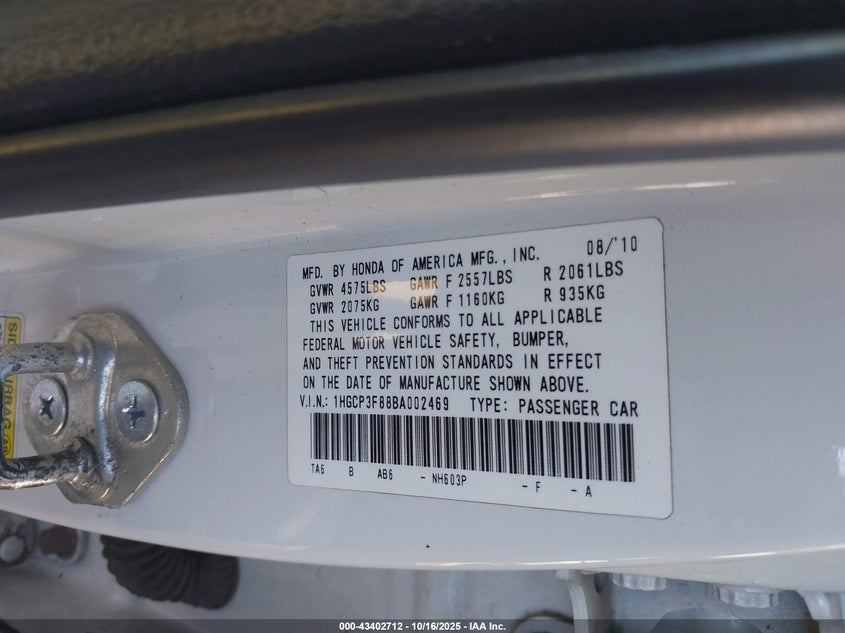 MFD. BY HONDA OF AMERICA MFG., INC. 08/'10
GVWR 4575LBS GAWR F 2557LBS R 2061LBS
GVWR 2075KG GAWR F 1160KG R 935KG
THIS VEHICLE CONFORMS TO ALL APPLICABLE
FEDERAL MOTOR VEHICLE SAFETY, BUMPER,
AND THEFT PREVENTION STANDARDS IN EFFECT
ON THE DATE OF MANUFACTURE SHOWN ABOVE.
V.I.N.: 1HGCP3F88BA002469 TYPE: PASSENGER CAR
TA6 B AB6 - NH603P - F - A
000-43402712 - 10/16/2025 - IAA Inc.